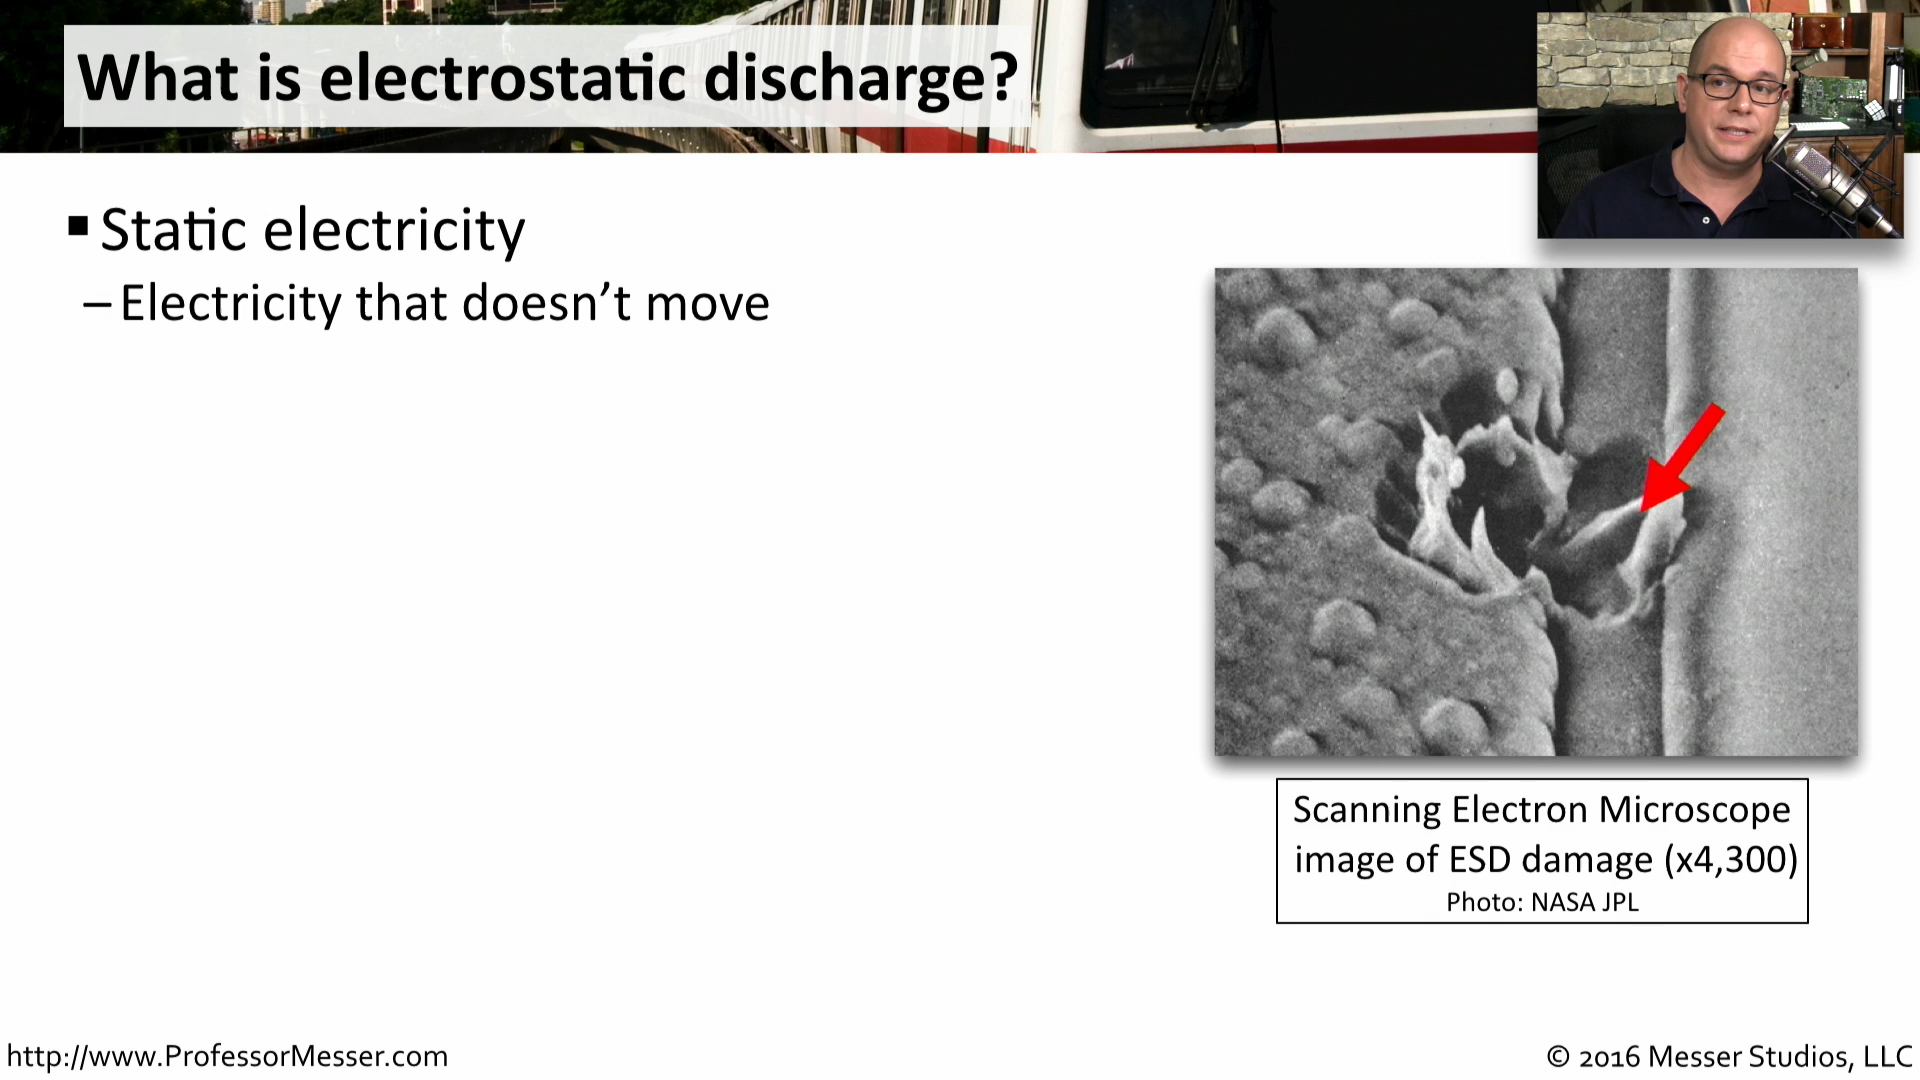 What is electrostatic discharge?
▪ Static electricity
– Electricity that doesn’t move
Scanning Electron Microscope
image of ESD damage (x4,300)
Photo: NASA JPL
http://www.ProfessorMesser.com
© 2016 Messer Studios, LLC